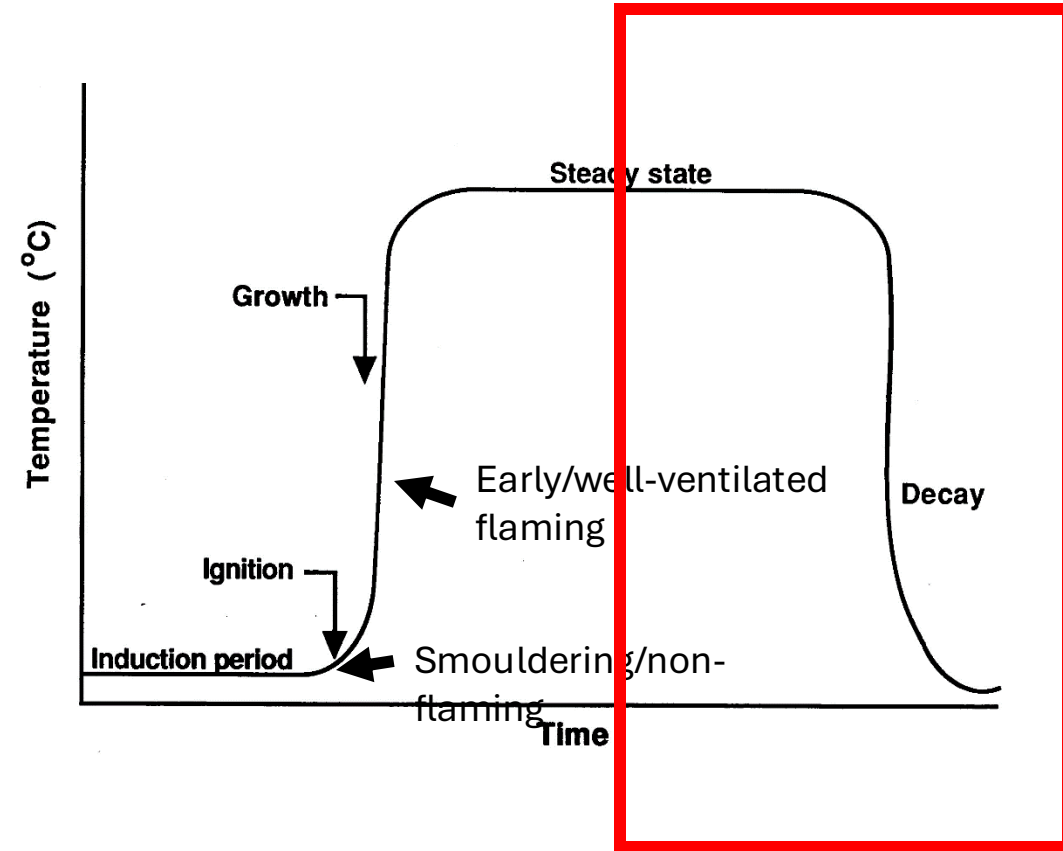 Steady state
Temperature (°C)
Growth
Early/well-ventilated
flaming
Decay
Ignition
Induction period
Smouldering/non-
flaming
Time